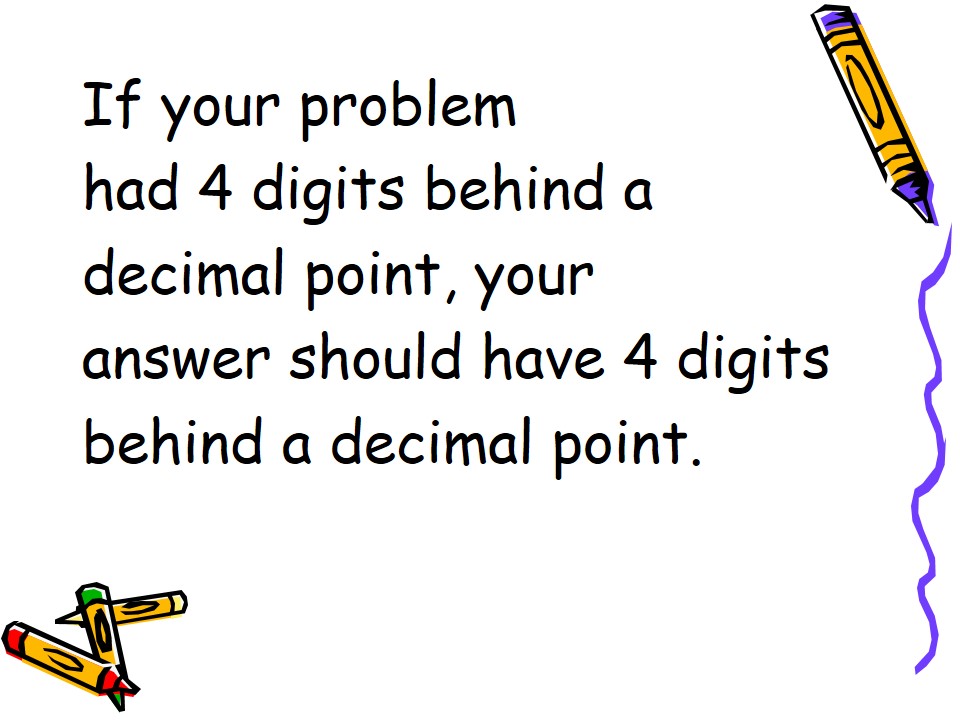 If your problem
had 4 digits behind a
decimal point, your
answer should have 4 digits
behind a decimal point.